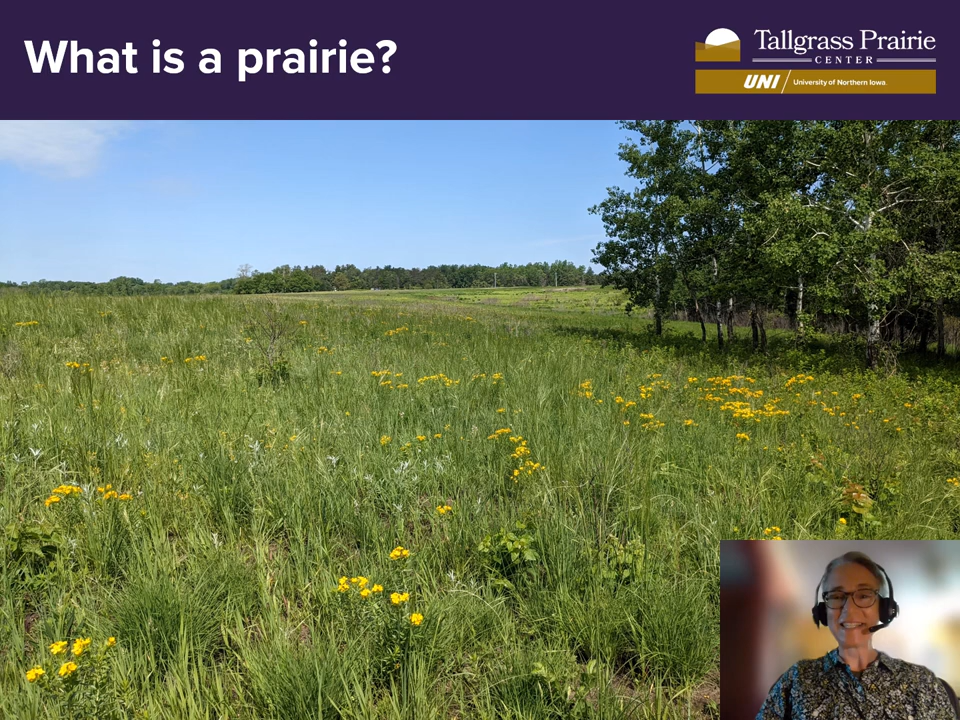 What is a prairie?
Tallgrass Prairie
CENTER
UNI
University of Northern Iowa